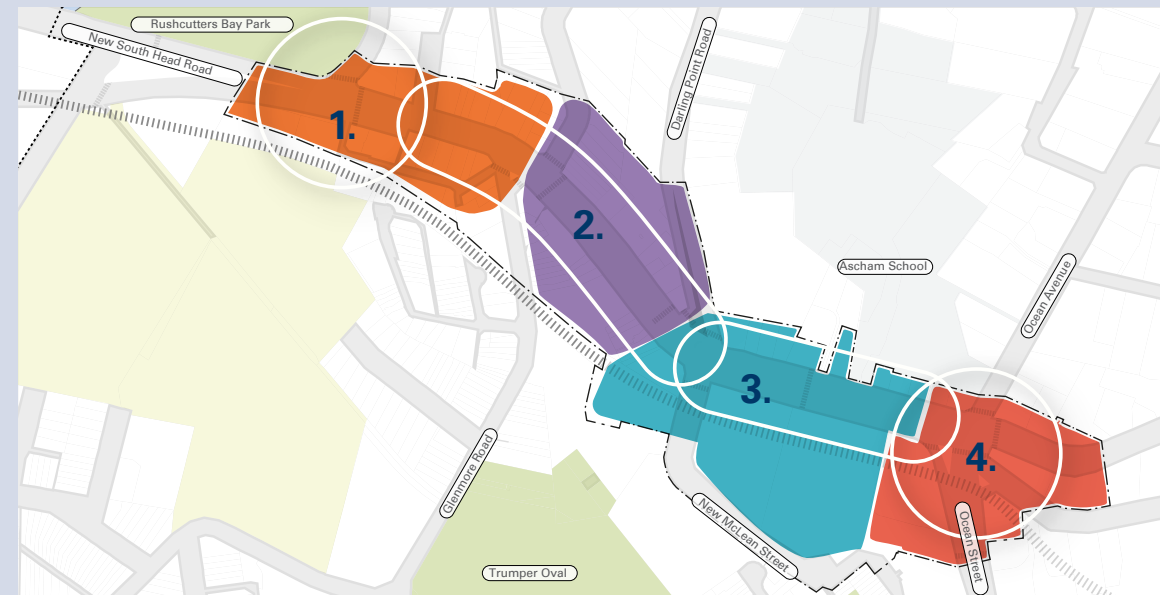 Rushcutters Bay Park
New South Head Road
Darling Point Road
1.
2.
Ascham School
Ocean Avenue
3.
4.
Glenmore Road
New McLean Street
Ocean Street
Trumper Oval